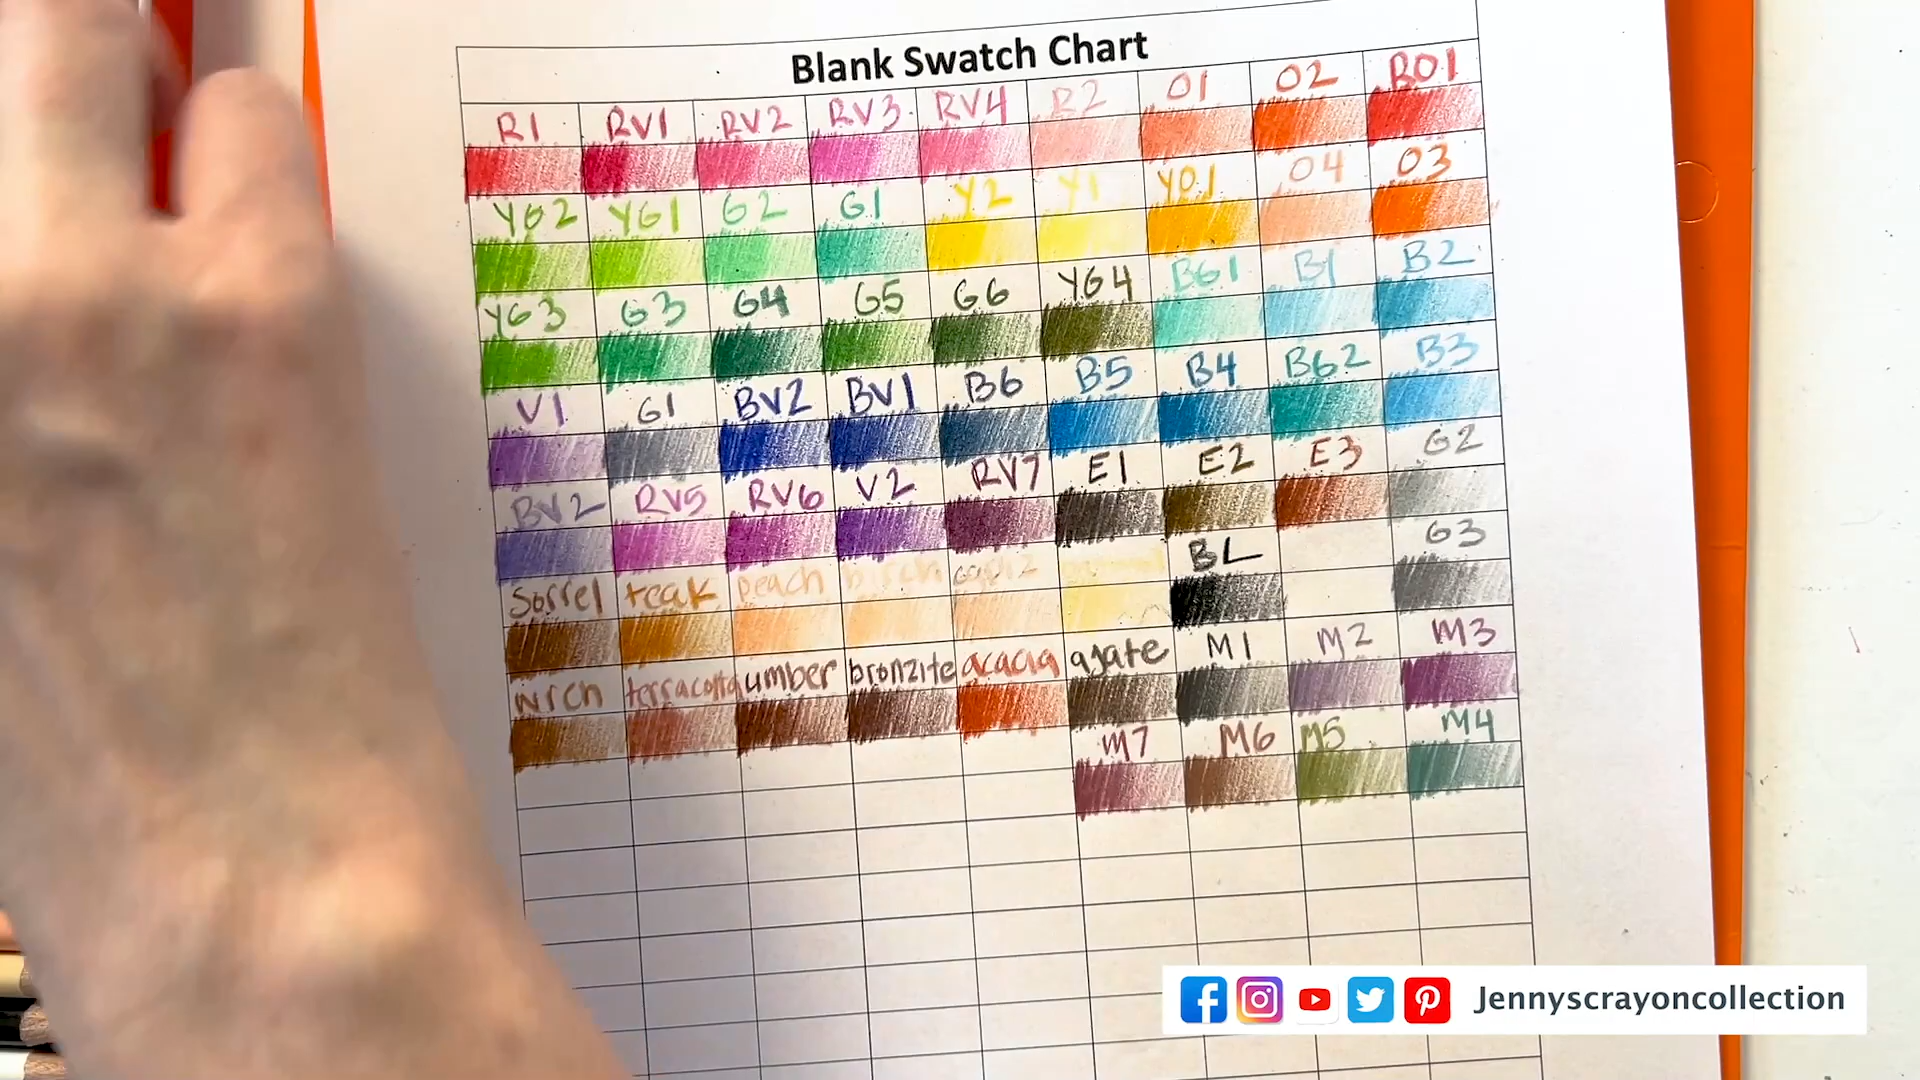 Blank Swatch Chart
R1 RV1 RV2 RV3 RV4 R2 O1 O2 RO1
YG2 YG1 G2 G1 Y2 Y1 YO1 O4 O3
YG3 G3 G4 G5 G6 YG4 BG1 B1 B2
V1 G1 BV2 BV1 B6 B5 B4 BG2 B3
BV2 RV5 RV6 V2 RV7 E1 E2 E3 G2
Sorrel teak peach birch BL G3
wrch terracotta umber bronzite acacia agate M1 M2 M3
M7 M6 M5 M4
Jennyscrayoncollection